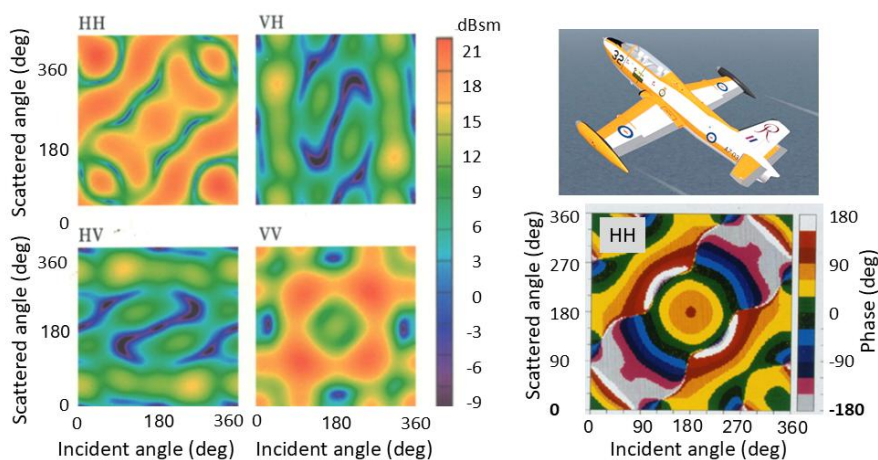 HH
VH
dBsm
Scattered angle (deg)
360
180
0
21
18
15
12
9
6
3
0
-3
-6
-9
HV
VV
Scattered angle (deg)
360
180
0
0 180 360
0 180 360
Incident angle (deg)
Incident angle (deg)
32
R
HH
Scattered angle (deg)
360
270
180
90
0
0 90 180 270 360
Incident angle (deg)
180
90
0
-90
-180
Phase (deg)